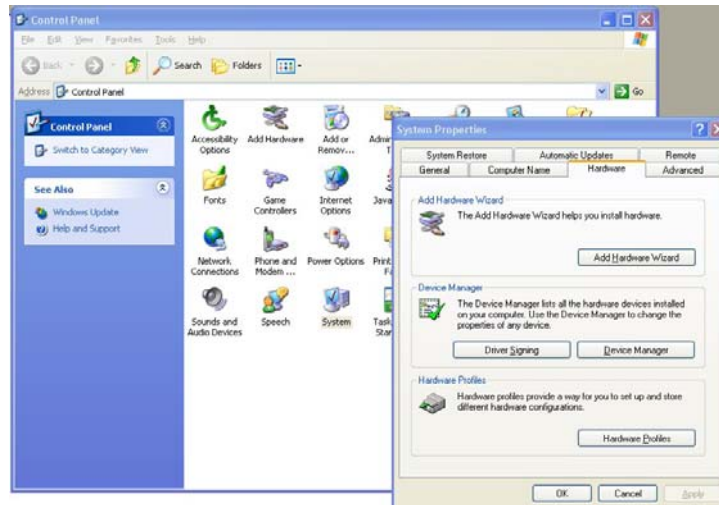 Control Panel
File Edit View Favorites Tools Help
Back Search Folders
Address Control Panel Go
Control Panel
Switch to Category View
See Also
Windows Update
Help and Support
Accessibility Options
Add Hardware
Add or Remov...
Fonts
Game Controllers
Internet Options
Java
Network Connections
Phone and Modem ...
Power Options
Sounds and Audio Devices
Speech
System
System Properties
System Restore Automatic Updates Remote
General Computer Name Hardware Advanced
Add Hardware Wizard
The Add Hardware Wizard helps you install hardware.
Add Hardware Wizard
Device Manager
The Device Manager lists all the hardware devices installed
on your computer. Use the Device Manager to change the
properties of any device.
Driver Signing Device Manager
Hardware Profiles
Hardware profiles provide a way for you to set up and store
different hardware configurations.
Hardware Profiles
OK Cancel Apply